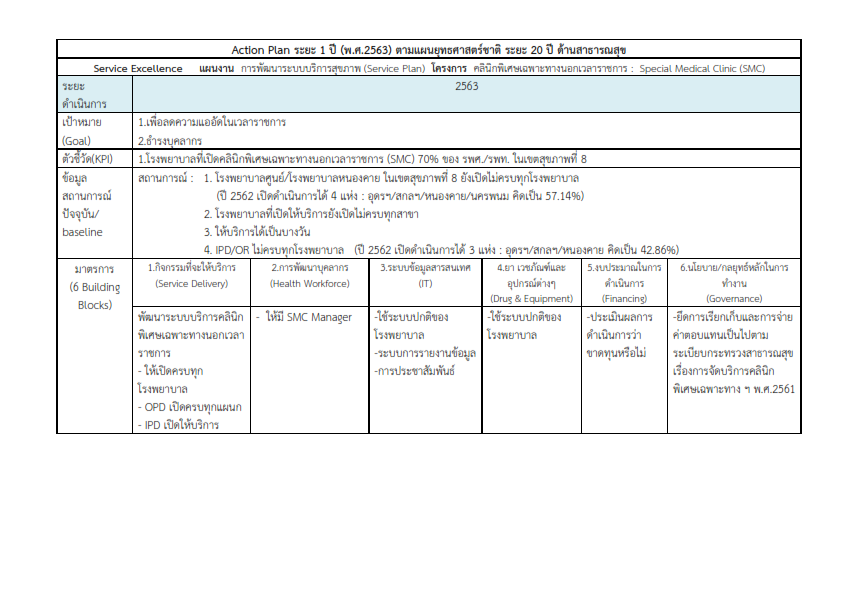 Action Plan ระยะ 1 ปี (พ.ศ.2563) ตามแผนยุทธศาสตร์ชาติ ระยะ 20 ปี ด้านสาธารณสุข
Service Excellence แผนงาน การพัฒนาระบบบริการสุขภาพ (Service Plan) โครงการ คลินิกพิเศษเฉพาะทางนอกเวลาราชการ : Special Medical Clinic (SMC)
ระยะ
ดำเนินการ
2563
เป้าหมาย
(Goal)
1.เพื่อลดความแออัดในเวลาราชการ
2.ธำรงบุคลากร
ตัวชี้วัด(KPI)
1.โรงพยาบาลที่เปิดคลินิกพิเศษเฉพาะทางนอกเวลาราชการ (SMC) 70% ของ รพศ./รพท. ในเขตสุขภาพที่ 8
ข้อมูล
สถานการณ์
ปัจจุบัน/
baseline
สถานการณ์ : 1. โรงพยาบาลศูนย์/โรงพยาบาลหนองคาย ในเขตสุขภาพที่ 8 ยังเปิดไม่ครบทุกโรงพยาบาล
(ปี 2562 เปิดดำเนินการได้ 4 แห่ง : อุดรฯ/สกลฯ/หนองคาย/นครพนม คิดเป็น 57.14%)
2. โรงพยาบาลที่เปิดให้บริการยังเปิดไม่ครบทุกสาขา
3. ให้บริการได้เป็นบางวัน
4. IPD/OR ไม่ครบทุกโรงพยาบาล (ปี 2562 เปิดดำเนินการได้ 3 แห่ง : อุดรฯ/สกลฯ/หนองคาย คิดเป็น 42.86%)
มาตรการ
(6 Building
Blocks)
1.กิจกรรมที่จะให้บริการ
(Service Delivery)
2.การพัฒนาบุคลากร
(Health Workforce)
3.ระบบข้อมูลสารสนเทศ
(IT)
4.ยา เวชภัณฑ์และ
อุปกรณ์ต่างๆ
(Drug & Equipment)
5.งบประมาณในการ
ดำเนินการ
(Financing)
6.นโยบาย/กลยุทธ์หลักในการ
ทำงาน
(Governance)
พัฒนาระบบบริการคลินิก
พิเศษเฉพาะทางนอกเวลา
ราชการ
- ให้เปิดครบทุก
โรงพยาบาล
- OPD เปิดครบทุกแผนก
- IPD เปิดให้บริการ
- ให้มี SMC Manager
-ใช้ระบบปกติของ
โรงพยาบาล
-ระบบการรายงานข้อมูล
-การประชาสัมพันธ์
-ใช้ระบบปกติของ
โรงพยาบาล
-ประเมินผลการ
ดำเนินการว่า
ขาดทุนหรือไม่
-ยึดการเรียกเก็บและการจ่าย
ค่าตอบแทนเป็นไปตาม
ระเบียบกระทรวงสาธารณสุข
เรื่องการจัดบริการคลินิก
พิเศษเฉพาะทาง ฯ พ.ศ.2561